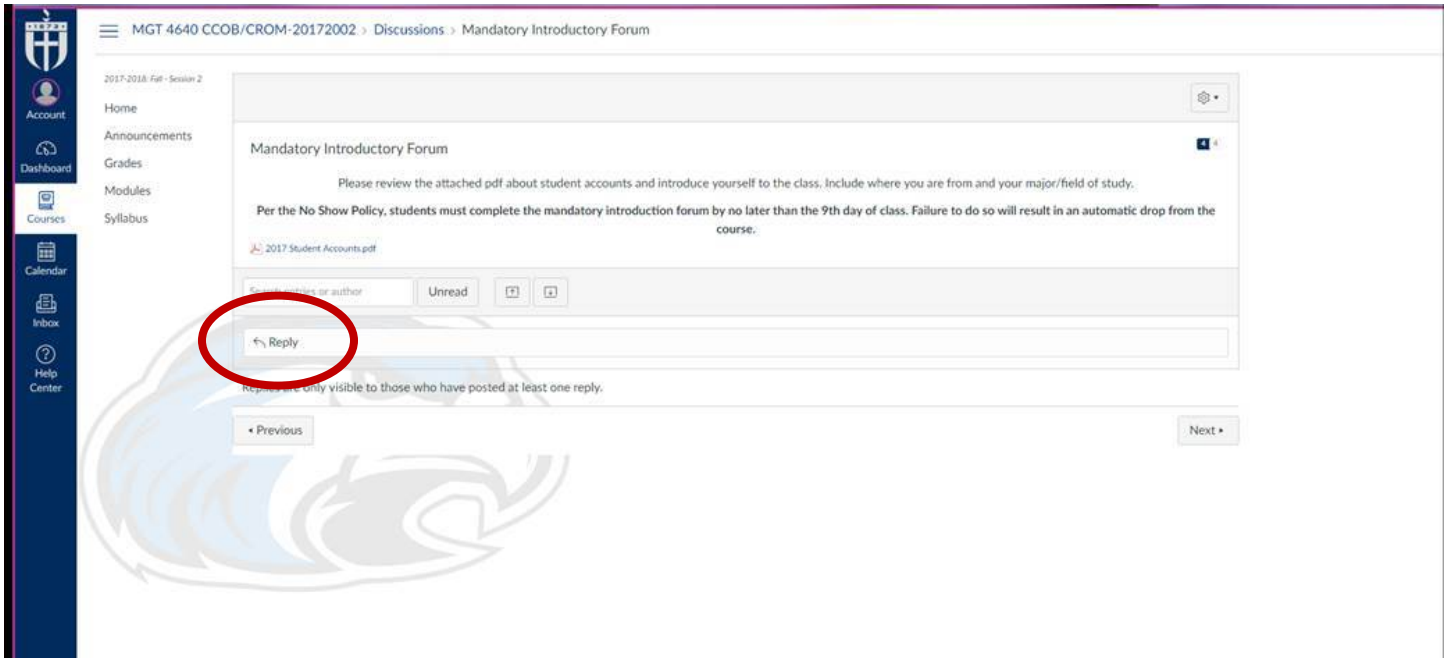 1872
MGT 4640 CCOB/CROM-20172002 > Discussions > Mandatory Introductory Forum
2017-2018: Fall - Session 2
Home
Announcements
Grades
Modules
Syllabus
Account
Dashboard
Courses
Calendar
Inbox
Help
Center
Mandatory Introductory Forum
4 4
Please review the attached pdf about student accounts and introduce yourself to the class. Include where you are from and your major/field of study.
Per the No Show Policy, students must complete the mandatory introduction forum by no later than the 9th day of class. Failure to do so will result in an automatic drop from the
course.
2017 Student Accounts.pdf
Search entries or author
Unread
Reply
Replies are only visible to those who have posted at least one reply.
Previous
Next